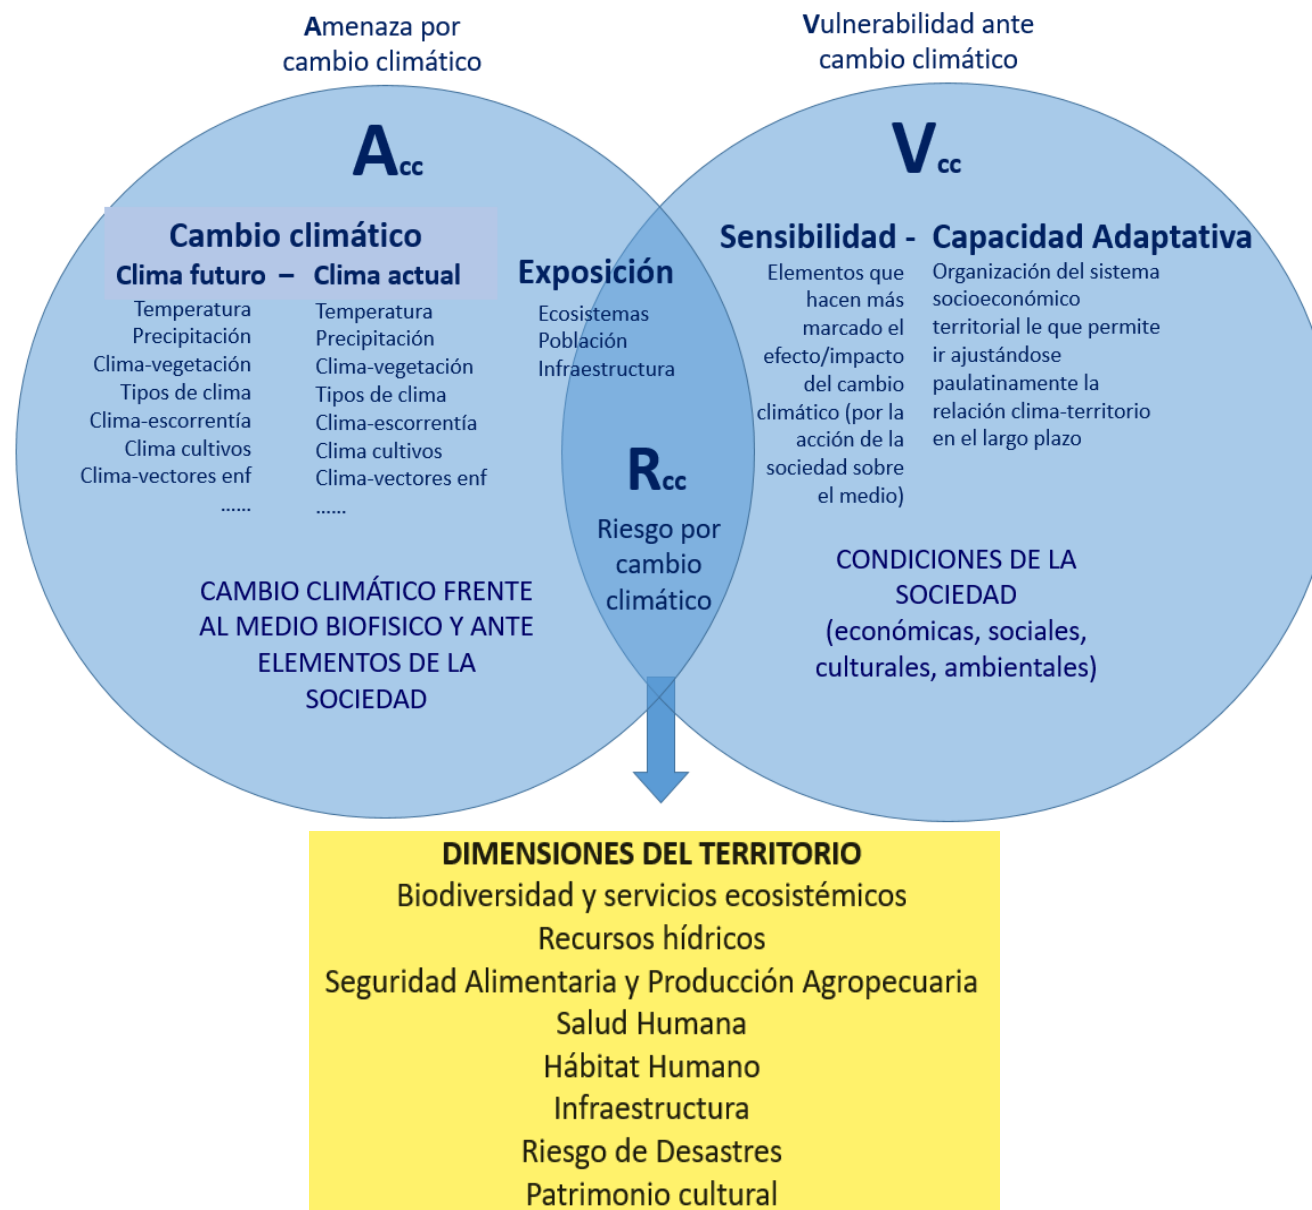 Amenaza por
cambio climático
Vulnerabilidad ante
cambio climático
Acc
Cambio climático
Clima futuro – Clima actual
Temperatura
Precipitación
Clima-vegetación
Tipos de clima
Clima-escorrentía
Clima cultivos
Clima-vectores enf
......
Temperatura
Precipitación
Clima-vegetación
Tipos de clima
Clima-escorrentía
Clima cultivos
Clima-vectores enf
......
Exposición
Ecosistemas
Población
Infraestructura
CAMBIO CLIMÁTICO FRENTE
AL MEDIO BIOFISICO Y ANTE
ELEMENTOS DE LA
SOCIEDAD
Rcc
Riesgo por
cambio
climático
Vcc
Sensibilidad - Capacidad Adaptativa
Elementos que
hacen más
marcado el
efecto/impacto
del cambio
climático (por la
acción de la
sociedad sobre
el medio)
Organización del sistema
socioeconómico
territorial le que permite
ir ajustándose
paulatinamente la
relación clima-territorio
en el largo plazo
CONDICIONES DE LA
SOCIEDAD
(económicas, sociales,
culturales, ambientales)
DIMENSIONES DEL TERRITORIO
Biodiversidad y servicios ecosistémicos
Recursos hídricos
Seguridad Alimentaria y Producción Agropecuaria
Salud Humana
Hábitat Humano
Infraestructura
Riesgo de Desastres
Patrimonio cultural